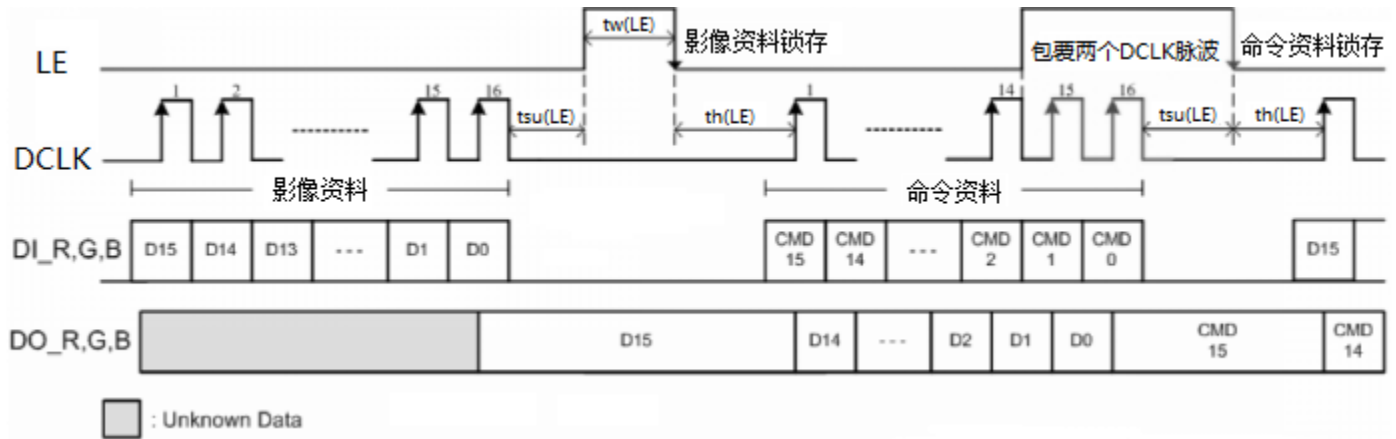 tw(LE)
影像资料锁存
包覆两个DCLK脉波
命令资料锁存
LE
1 2 15 16 1 14 15 16
tsu(LE) th(LE) tsu(LE) th(LE)
DCLK
影像资料 命令资料
DI_R,G,B D15 D14 D13 --- D1 D0 CMD 15 CMD 14 --- CMD 2 CMD 1 CMD 0 D15
DO_R,G,B D15 D14 --- D2 D1 D0 CMD 15 CMD 14
: Unknown Data